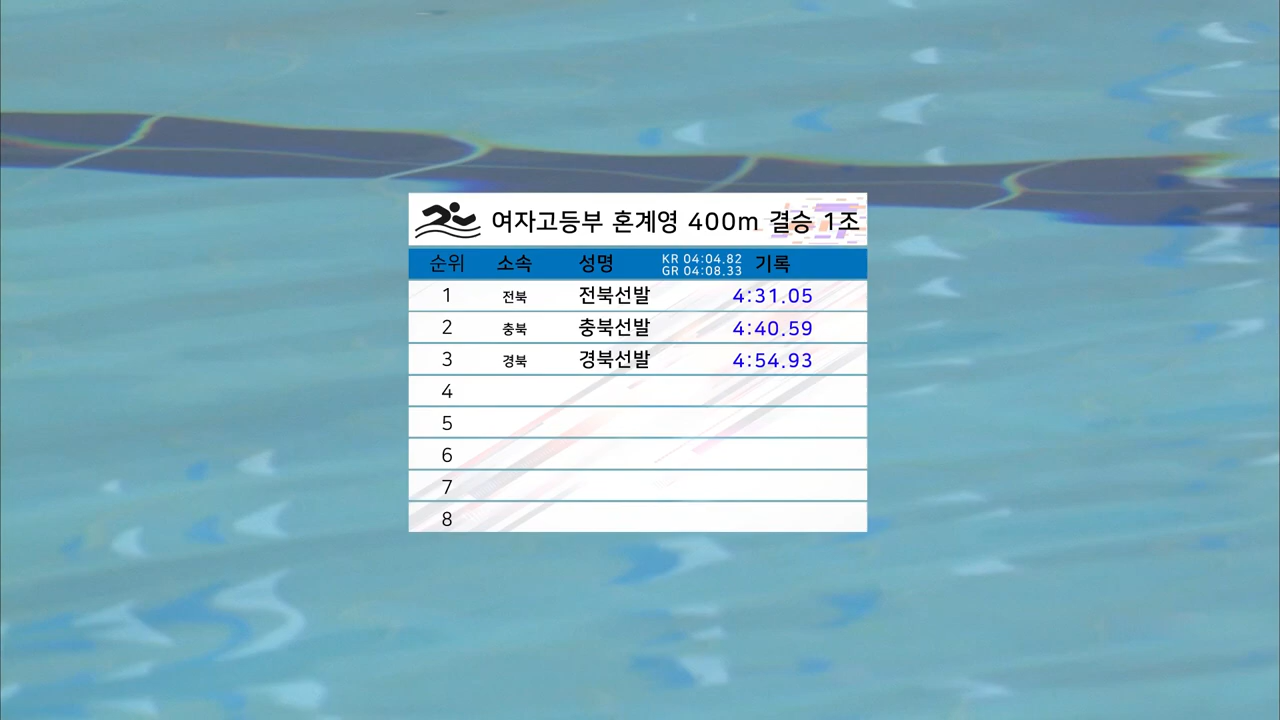 여자고등부 혼계영 400m 결승 1조
순위 소속 성명 KR 04:04.82 GR 04:08.33 기록
1 전북 전북선발 4:31.05
2 충북 충북선발 4:40.59
3 경북 경북선발 4:54.93
4
5
6
7
8